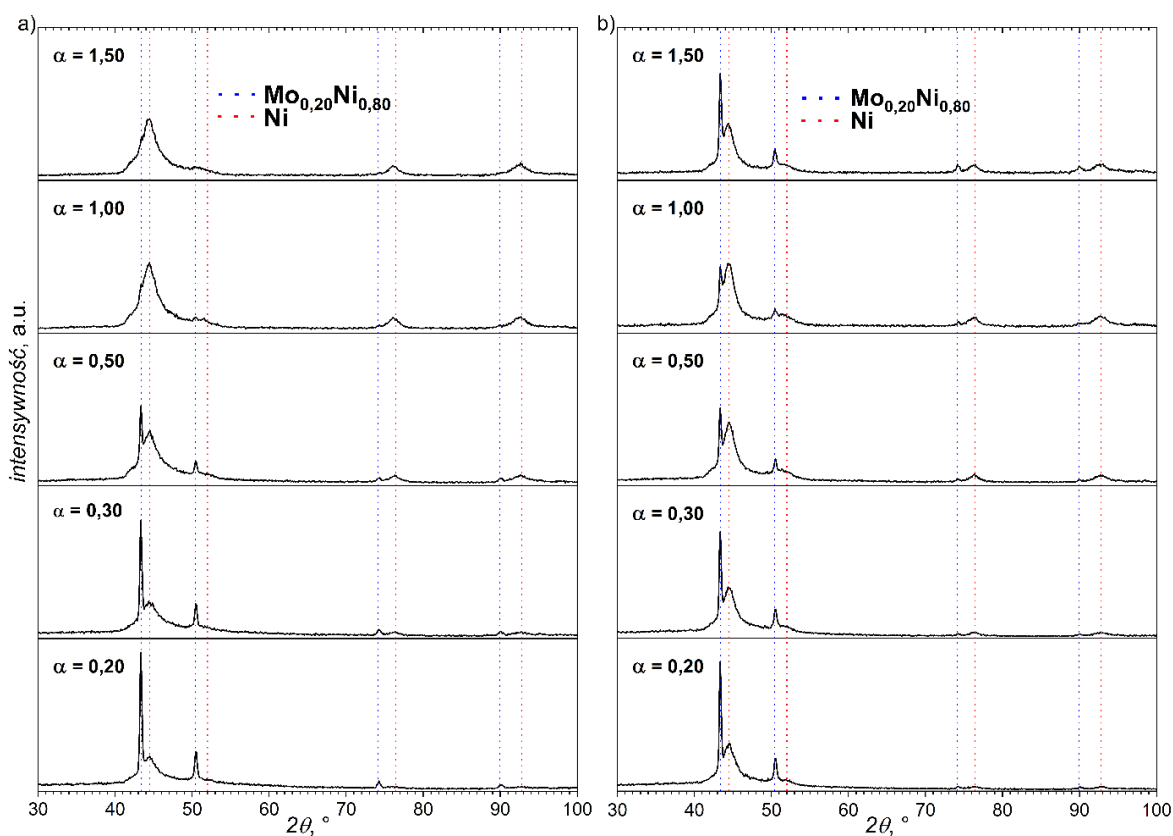 a)
α = 1,50
Mo0,20Ni0,80
Ni
α = 1,00
α = 0,50
α = 0,30
α = 0,20
30 40 50 60 70 80 90 100
2θ, °
intensywność, a.u.
b)
α = 1,50
Mo0,20Ni0,80
Ni
α = 1,00
α = 0,50
α = 0,30
α = 0,20
30 40 50 60 70 80 90 100
2θ, °